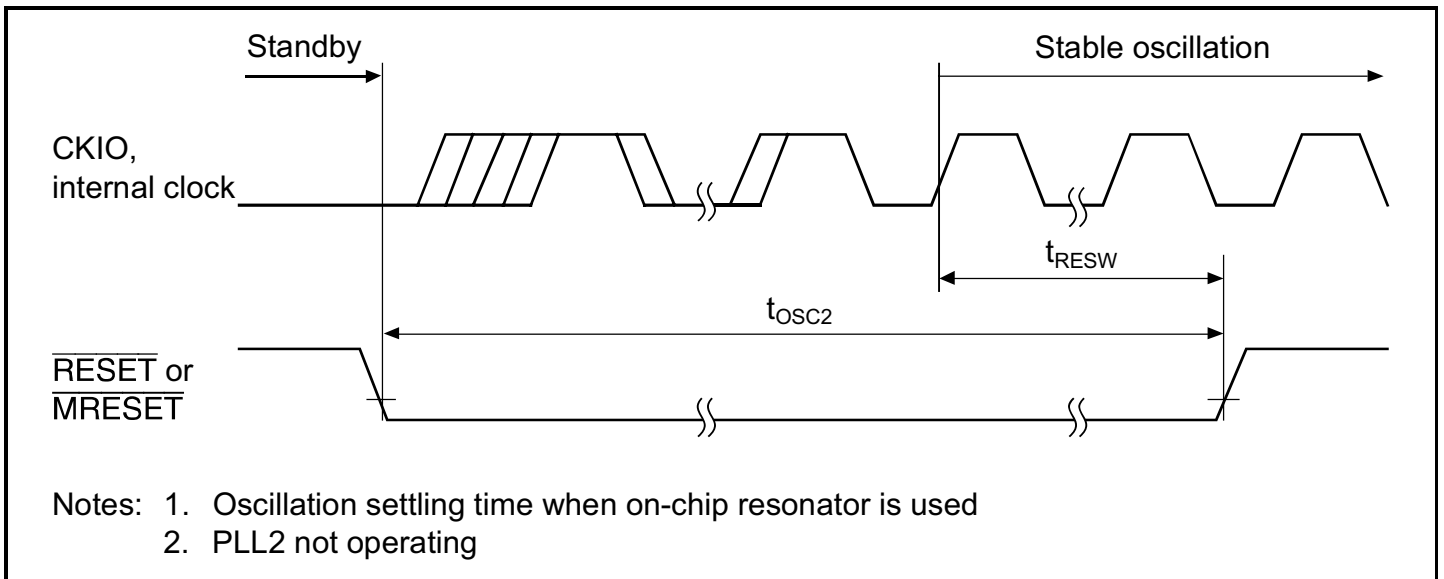 Standby
Stable oscillation
CKIO,
internal clock
tRESW
tOSC2
RESET or
MRESET
Notes: 1. Oscillation settling time when on-chip resonator is used
2. PLL2 not operating